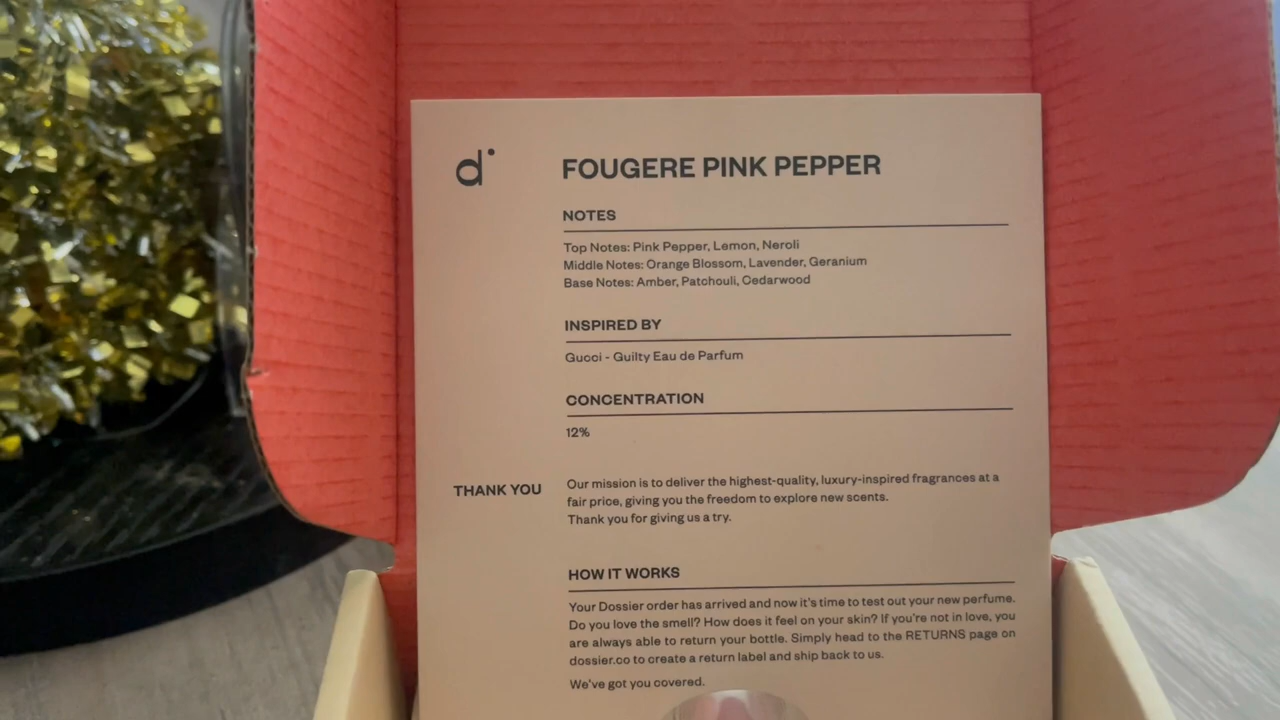 d
FOUGERE PINK PEPPER
NOTES
Top Notes: Pink Pepper, Lemon, Neroli
Middle Notes: Orange Blossom, Lavender, Geranium
Base Notes: Amber, Patchouli, Cedarwood
INSPIRED BY
Gucci - Guilty Eau de Parfum
CONCENTRATION
12%
THANK YOU
Our mission is to deliver the highest-quality, luxury-inspired fragrances at a
fair price, giving you the freedom to explore new scents.
Thank you for giving us a try.
HOW IT WORKS
Your Dossier order has arrived and now it's time to test out your new perfume.
Do you love the smell? How does it feel on your skin? If you're not in love, you
are always able to return your bottle. Simply head to the RETURNS page on
dossier.co to create a return label and ship back to us.
We've got you covered.